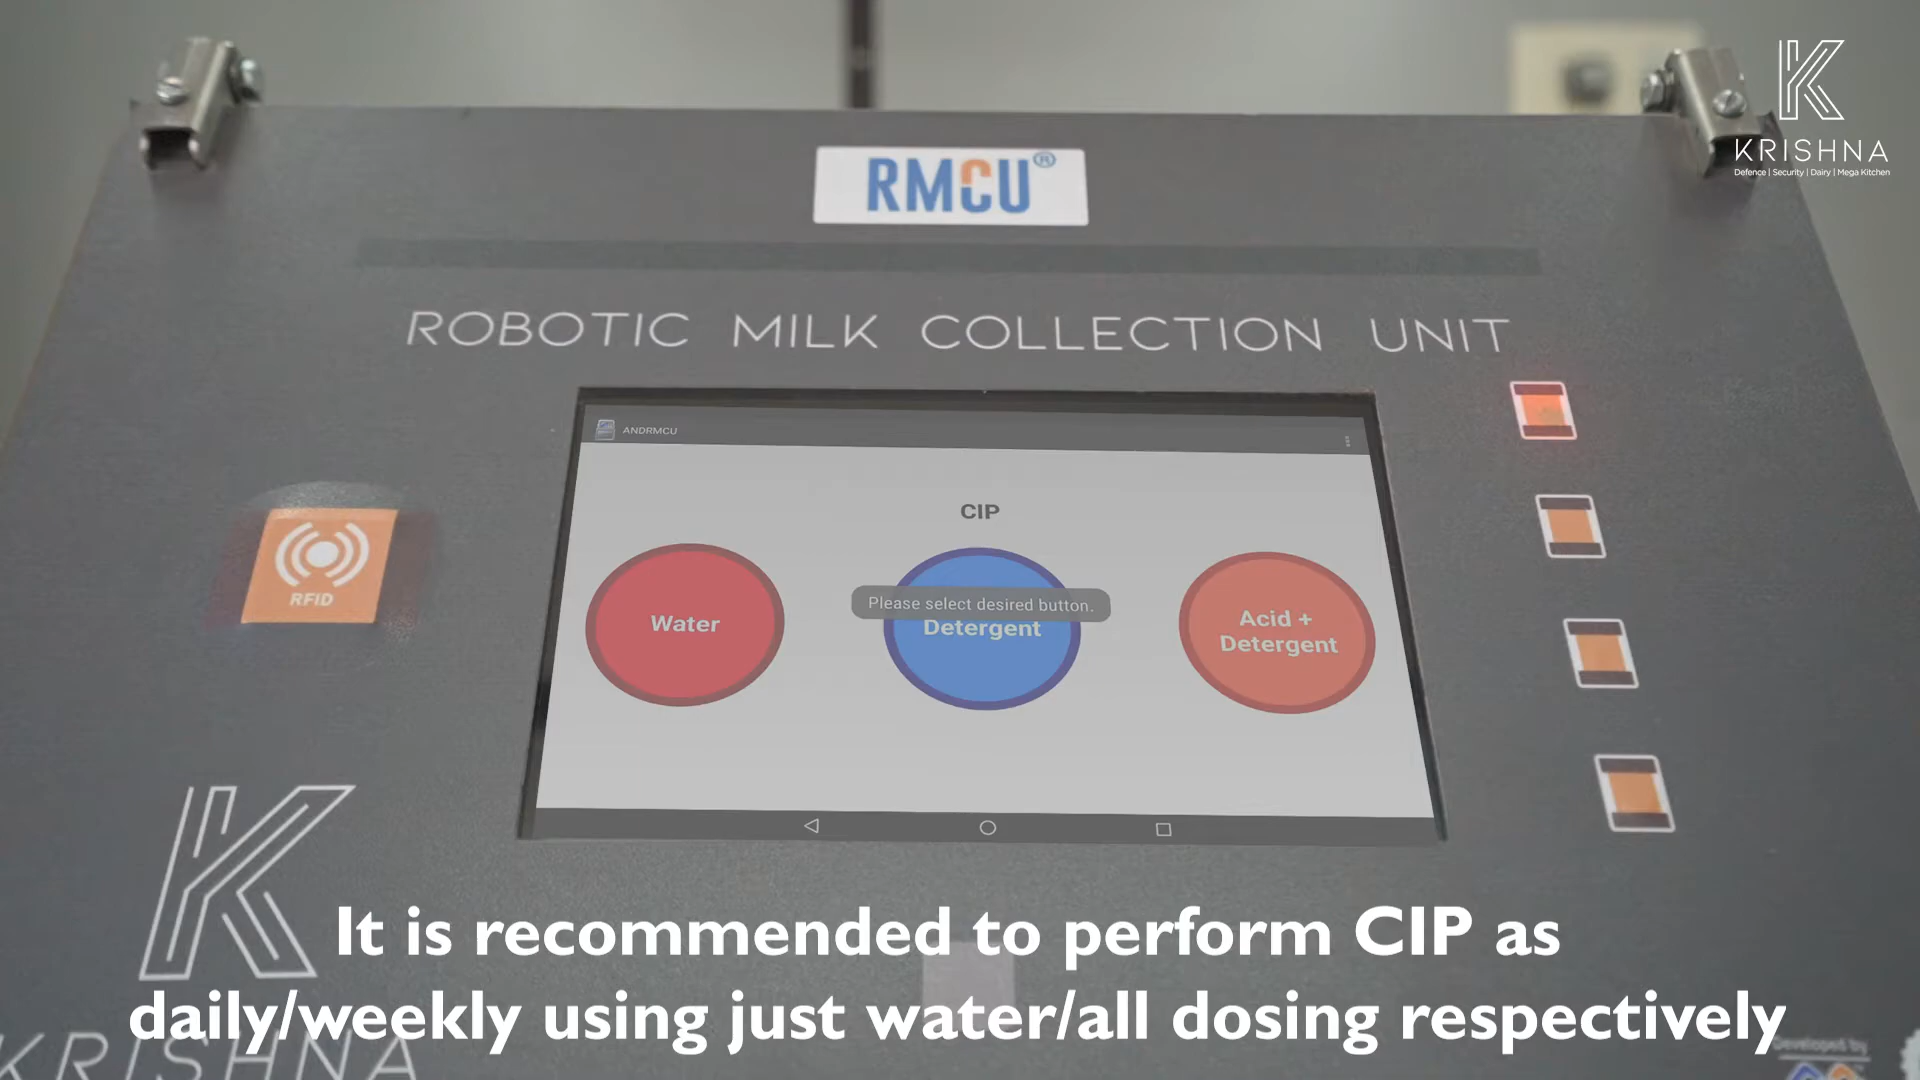 K
KRISHNA
Defence | Security | Dairy | Mega Kitchen
RMCU®
ROBOTIC MILK COLLECTION UNIT
ANDRMCU
CIP
Water
Please select desired button.
Detergent
Acid +
Detergent
RFID
K
KRISHNA
It is recommended to perform CIP as
daily/weekly using just water/all dosing respectively
Developed by